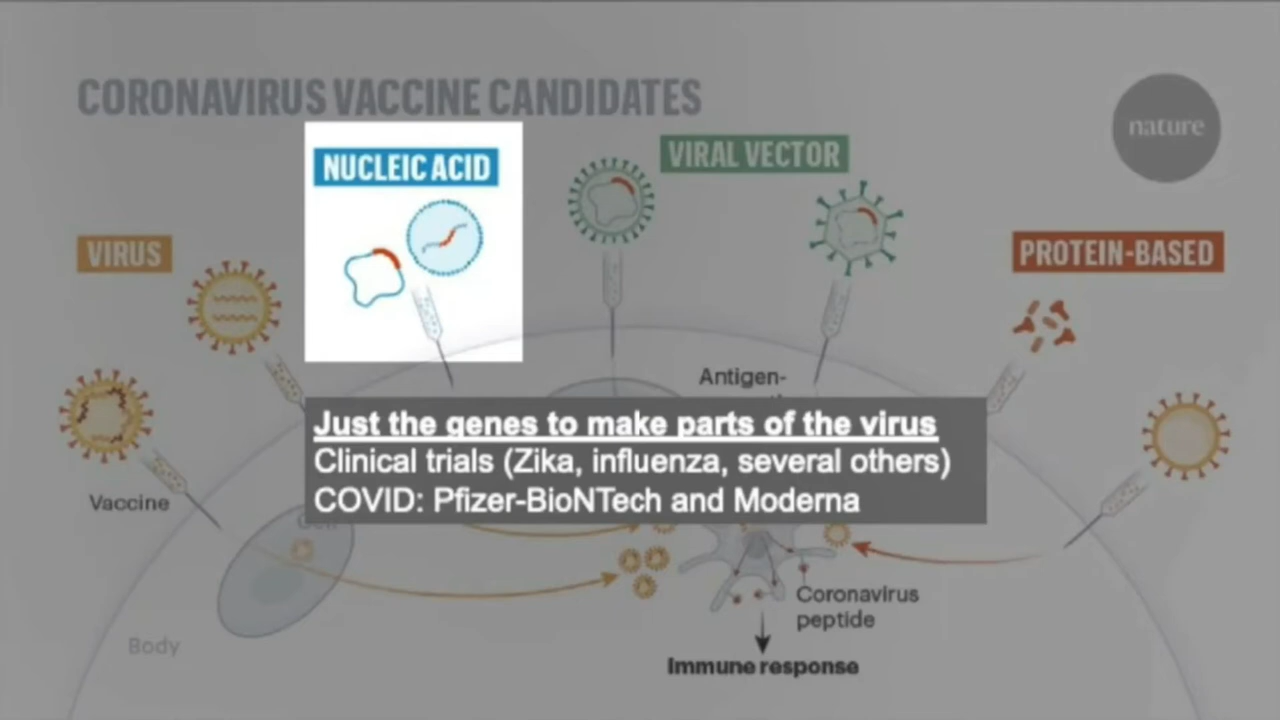 CORONAVIRUS VACCINE CANDIDATES
nature
NUCLEIC ACID
VIRAL VECTOR
VIRUS
PROTEIN-BASED
Antigen-
Just the genes to make parts of the virus
Clinical trials (Zika, influenza, several others)
COVID: Pfizer-BioNTech and Moderna
Vaccine
Coronavirus
peptide
Body
Immune response